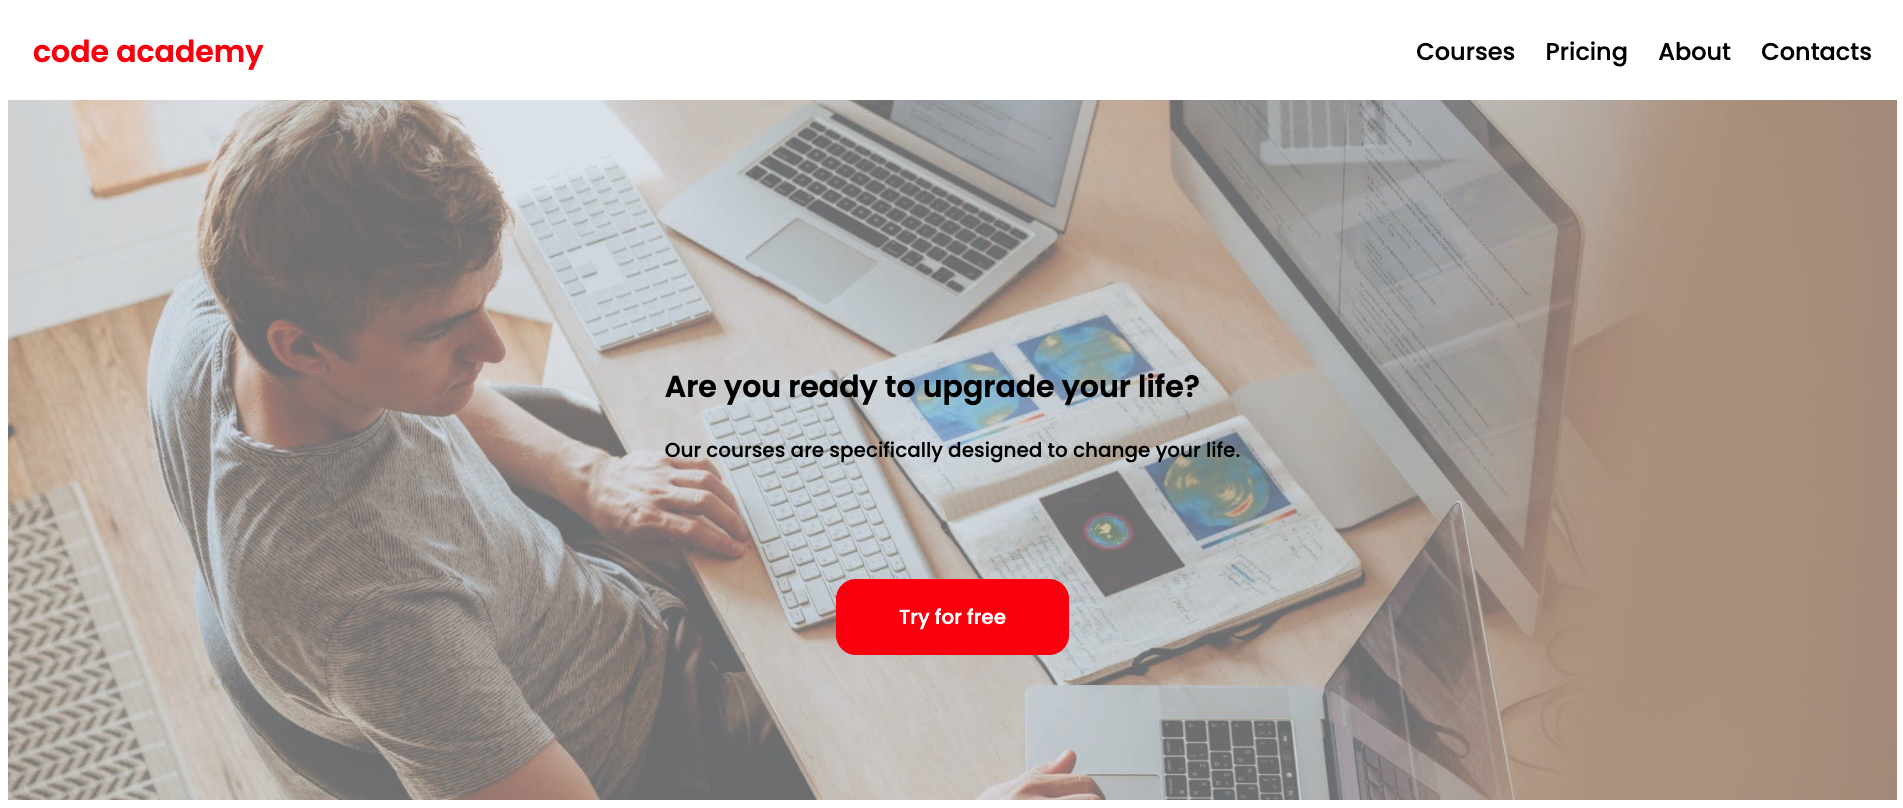 code academy
Courses Pricing About Contacts
Are you ready to upgrade your life?
Our courses are specifically designed to change your life.
Try for free